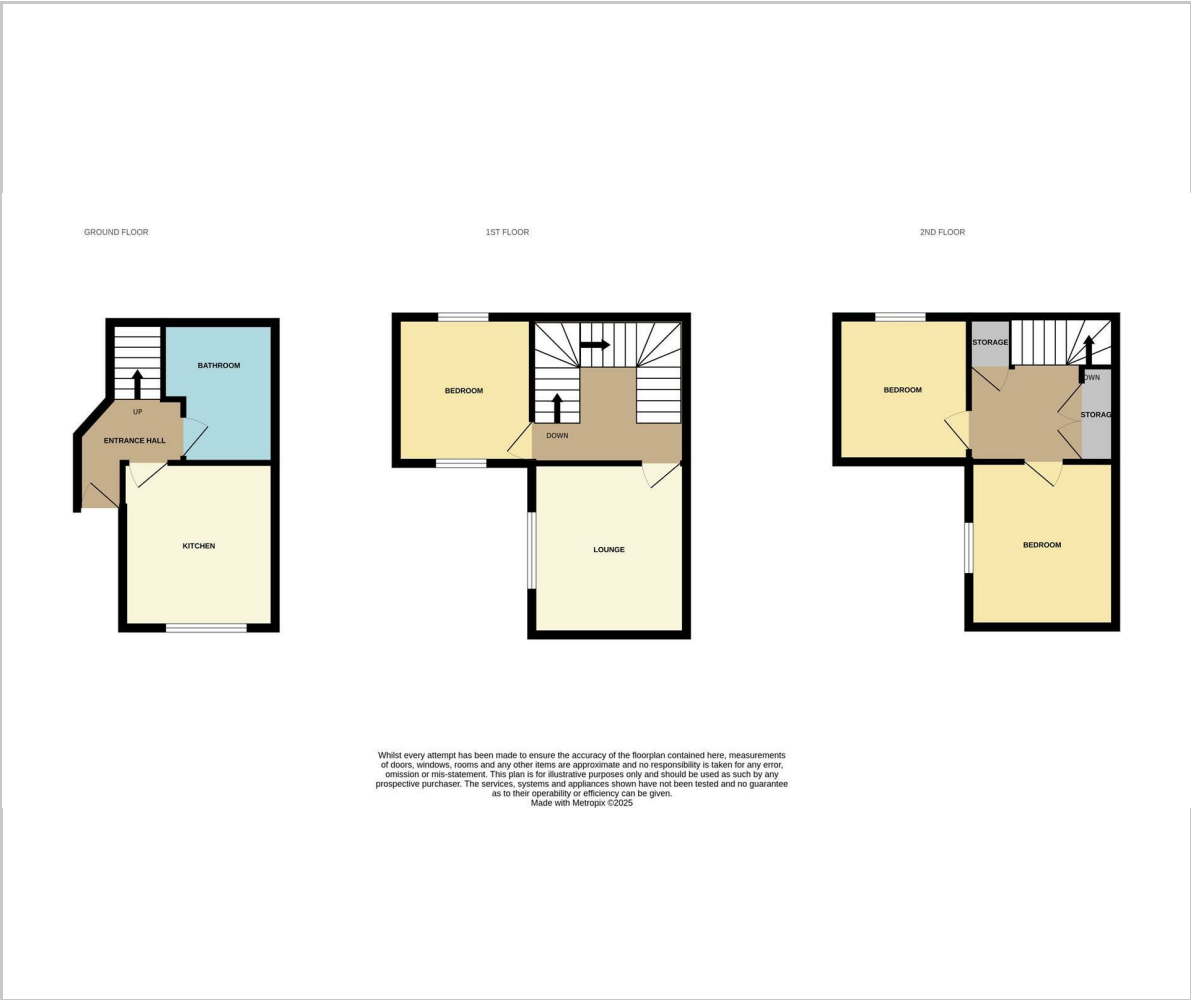 GROUND FLOOR
1ST FLOOR
2ND FLOOR
BATHROOM
UP
ENTRANCE HALL
KITCHEN
BEDROOM
DOWN
LOUNGE
STORAGE
BEDROOM
OWN
STORAG
BEDROOM
Whilst every attempt has been made to ensure the accuracy of the floorplan contained here, measurements
of doors, windows, rooms and any other items are approximate and no responsibility is taken for any error,
omission or mis-statement. This plan is for illustrative purposes only and should be used as such by any
prospective purchaser. The services, systems and appliances shown have not been tested and no guarantee
as to their operability or efficiency can be given.
Made with Metropix ©2025